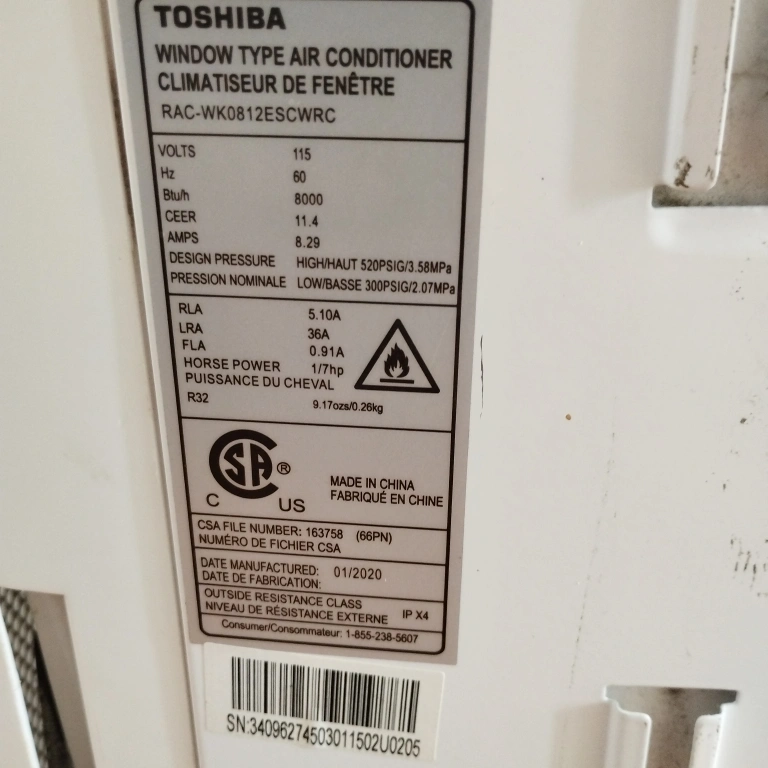 TOSHIBA
WINDOW TYPE AIR CONDITIONER
CLIMATISEUR DE FENÊTRE
RAC-WK0812ESCWRC
VOLTS 115
Hz 60
Btu/h 8000
CEER 11.4
AMPS 8.29
DESIGN PRESSURE HIGH/HAUT 520PSIG/3.58MPa
PRESSION NOMINALE LOW/BASSE 300PSIG/2.07MPa
RLA 5.10A
LRA 36A
FLA 0.91A
HORSE POWER 1/7hp
PUISSANCE DU CHEVAL
R32 9.17ozs/0.26kg
CSA ®
C US
MADE IN CHINA
FABRIQUÉ EN CHINE
CSA FILE NUMBER: 163758 (66PN)
NUMÉRO DE FICHIER CSA
DATE MANUFACTURED: 01/2020
DATE DE FABRICATION:
OUTSIDE RESISTANCE CLASS
NIVEAU DE RÉSISTANCE EXTERNE IP X4
Consumer/Consommateur: 1-855-238-5607
SN:34096274503011502U0205